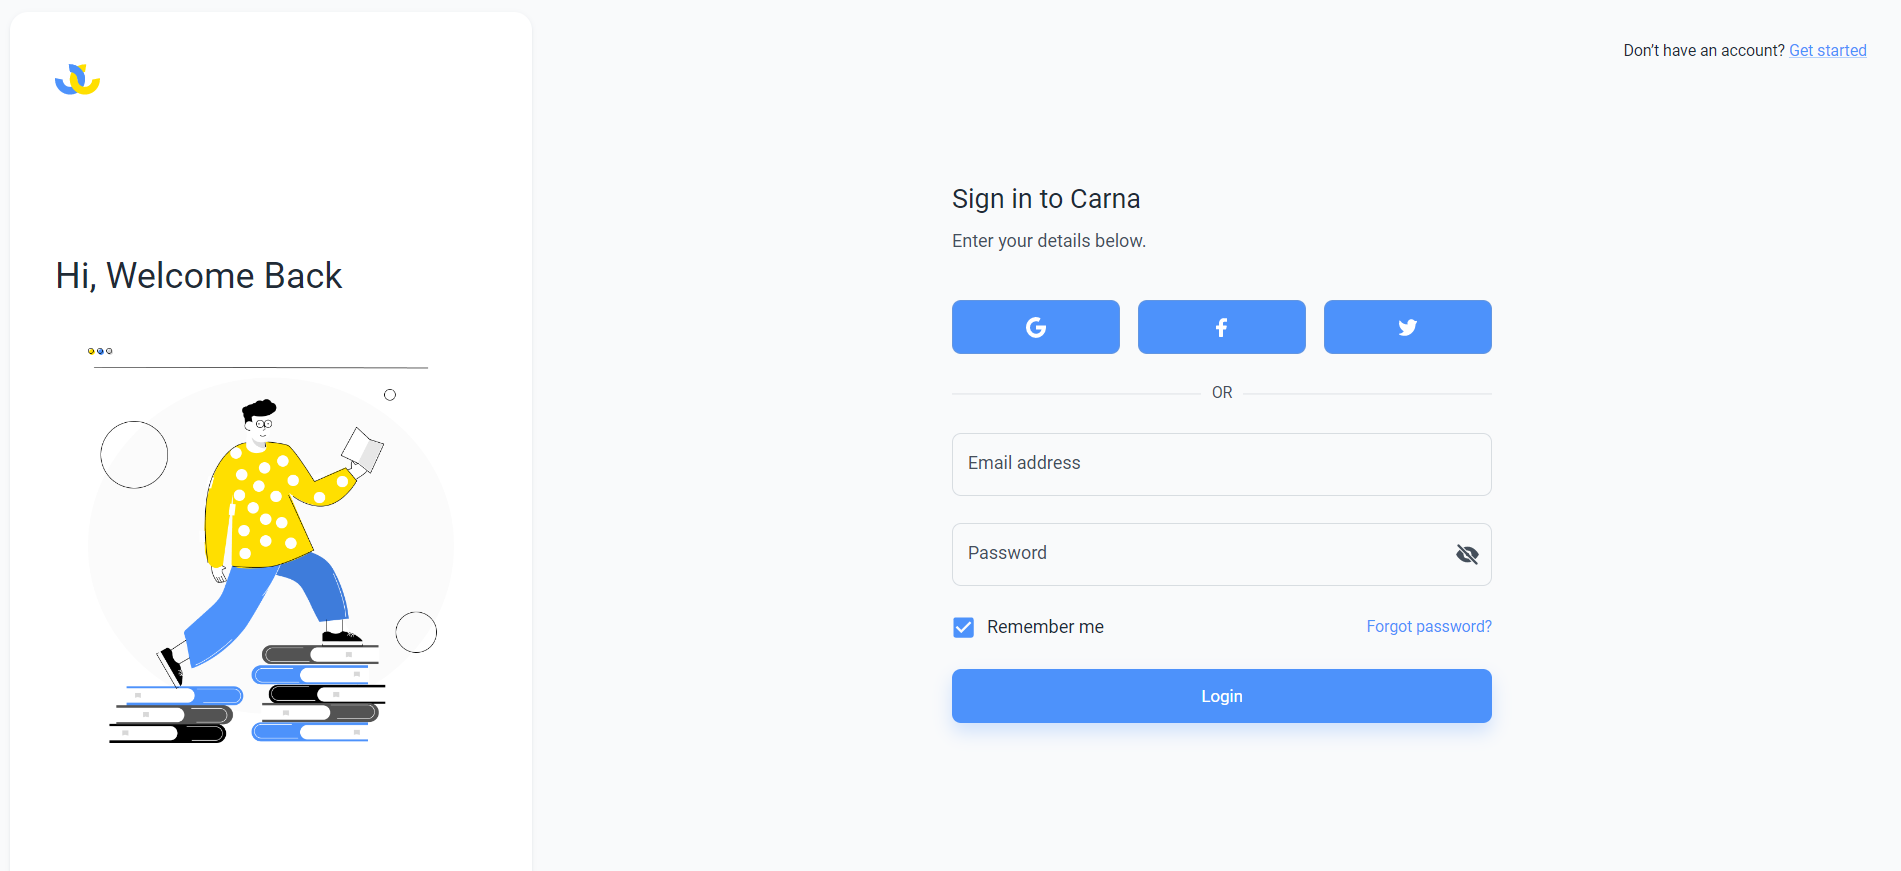 Don't have an account? Get started
Hi, Welcome Back
Sign in to Carna
Enter your details below.
OR
Email address
Password
Remember me
Forgot password?
Login